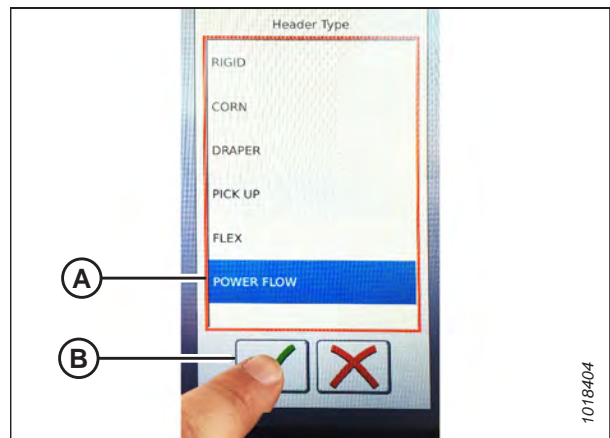 Header Type
RIGID
CORN
DRAPER
PICK UP
FLEX
A
POWER FLOW
B
1018404